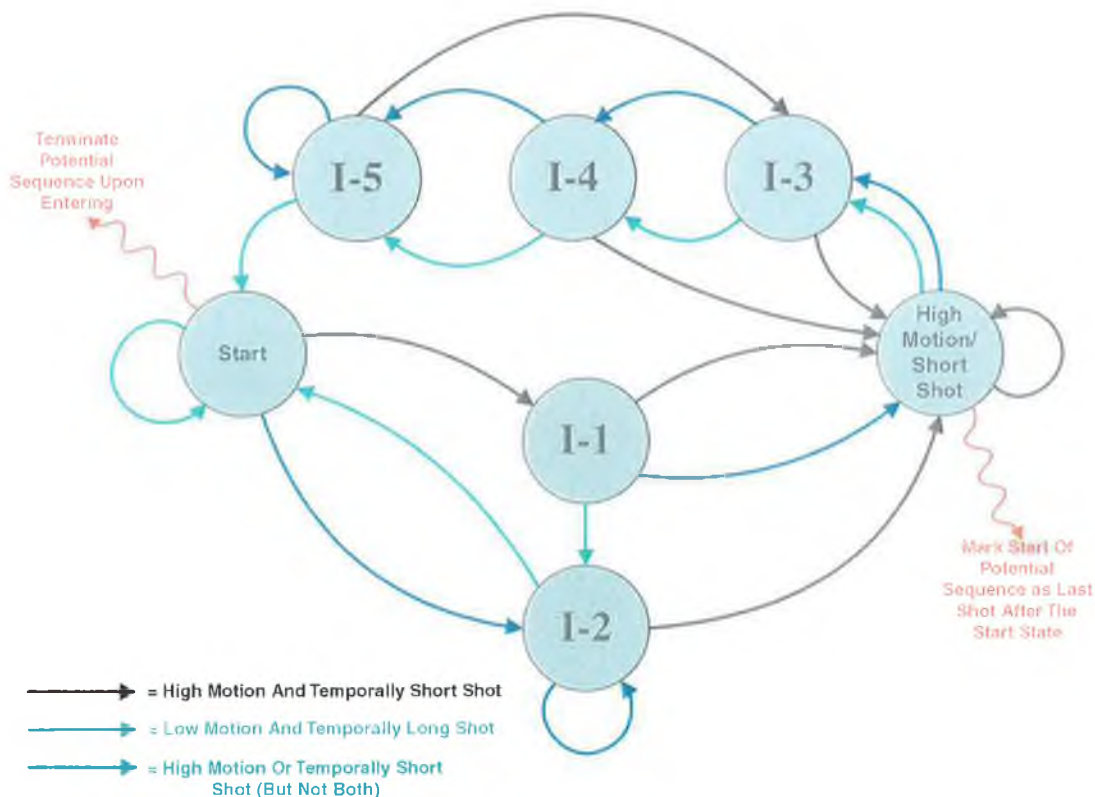 Terminate
Potential
Sequence Upon
Entering
I-5
I-4
I-3
Start
High
Motion/
Short
Shot
I-1
I-2
Mark Start Of
Potential
Sequence as Last
Shot After The
Start State
= High Motion And Temporally Short Shot
= Low Motion And Temporally Long Shot
= High Motion Or Temporally Short
Shot (But Not Both)